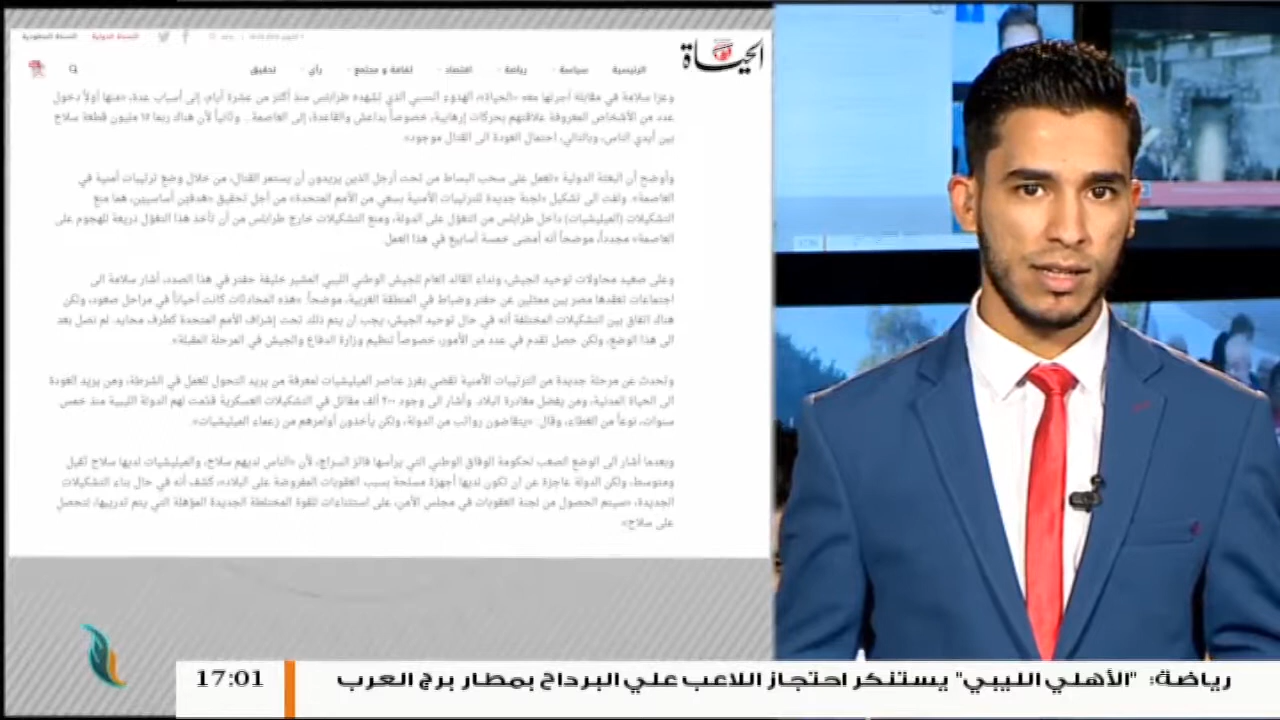 النسخة الدولية النسخة السعودية
الحياة
الرئيسية سياسة رياضة اقتصاد ثقافة و مجتمع رأي تحقيق
وعزا سلامة في مقابلة أجرتها معه «الحياة»، الهدوء النسبي الذي تشهده طرابلس منذ أكثر من عشرة أيام، إلى أسباب عدة، «منها أولاً دخول
عدد من الأشخاص المعروفة علاقتهم بحركات إرهابية، خصوصاً بداعش والقاعدة، إلى العاصمة.. وثانياً لأن هناك ربما ١٢ مليون قطعة سلاح
بين أيدي الناس، وبالتالي، احتمال العودة الى القتال موجود».
وأوضح أن البعثة الدولية «تعمل على سحب البساط من تحت أرجل الذين يريدون أن يستمر القتال، من خلال وضع ترتيبات أمنية في
العاصمة». ولفت الى تشكيل «لجنة جديدة للترتيبات الأمنية بسعي من الأمم المتحدة» من أجل تحقيق «هدفين أساسيين، هما منع
التشكيلات (الميليشيات) داخل طرابلس من التغوّل على الدولة، ومنع التشكيلات خارج طرابلس من أن تأخذ هذا التغوّل ذريعة للهجوم على
العاصمة» مجدداً، موضحاً أنه أمضى خمسة أسابيع في هذا العمل.
وعلى صعيد محاولات توحيد الجيش، ونداء القائد العام للجيش الوطني الليبي المشير خليفة حفتر في هذا الصدد، أشار سلامة الى
اجتماعات تعقدها مصر بين ممثلين عن حفتر وضباط في المنطقة الغربية، موضحاً: «هذه المحادثات كانت أحياناً في مراحل صعود، ولكن
هناك اتفاق بين التشكيلات المختلفة أنه في حال توحيد الجيش، يجب ان يتم ذلك تحت إشراف الأمم المتحدة كطرف محايد. لم نصل بعد
الى هذا الوضع، ولكن حصل تقدم في عدد من الأمور، خصوصاً تنظيم وزارة الدفاع والجيش في المرحلة المقبلة».
وتحدث عن مرحلة جديدة من الترتيبات الأمنية تقضي بفرز عناصر الميليشيات لمعرفة من يريد التحول للعمل في الشرطة، ومن يريد العودة
الى الحياة المدنية، ومن يفضل مغادرة البلاد. وأشار الى وجود ٢٠٠ ألف مقاتل في التشكيلات العسكرية قدّمت لهم الدولة الليبية منذ خمس
سنوات، نوعاً من الغطاء، وقال: «يتقاضون رواتب من الدولة، ولكن يأخذون أوامرهم من زعماء الميليشيات».
وبعدما أشار الى الوضع الصعب لحكومة الوفاق الوطني التي يرأسها فائز السراج، لأن «الناس لديهم سلاح، والميليشيات لديها سلاح ثقيل
ومتوسط، ولكن الدولة عاجزة عن ان تكون لديها أجهزة مسلحة بسبب العقوبات المفروضة على البلاد»، كشف أنه في حال بناء التشكيلات
الجديدة، «سيتم الحصول من لجنة العقوبات في مجلس الأمن، على استثناءات للقوة المختلطة الجديدة المؤهلة التي يتم تدريبها، لتحصل
على سلاح».
17:01 رياضة: "الأهلي الليبي" يستنكر احتجاز اللاعب علي البرداح بمطار برج العرب